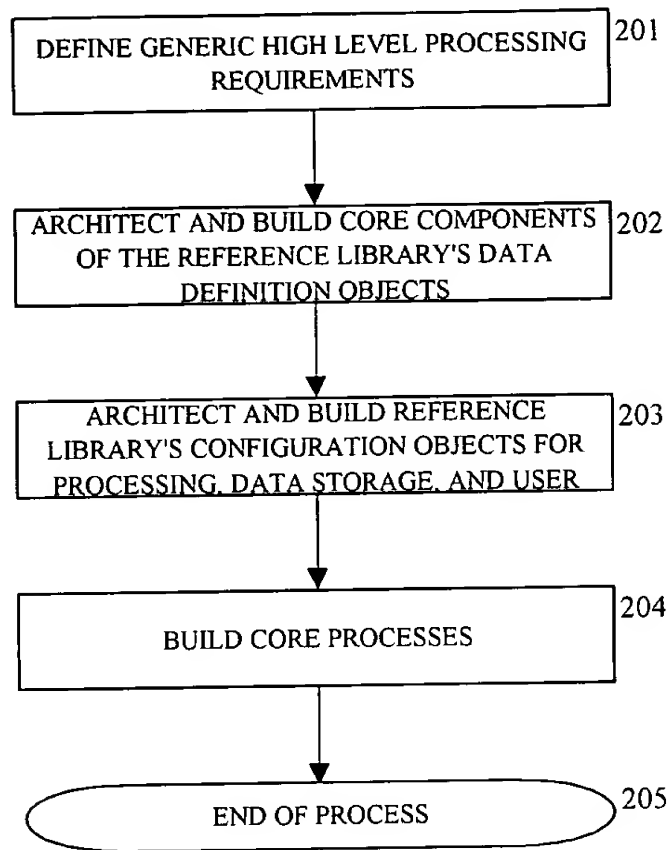 DEFINE GENERIC HIGH LEVEL PROCESSING
REQUIREMENTS
201
ARCHITECT AND BUILD CORE COMPONENTS
OF THE REFERENCE LIBRARY'S DATA
DEFINITION OBJECTS
202
ARCHITECT AND BUILD REFERENCE
LIBRARY'S CONFIGURATION OBJECTS FOR
PROCESSING, DATA STORAGE, AND USER
203
BUILD CORE PROCESSES
204
END OF PROCESS
205